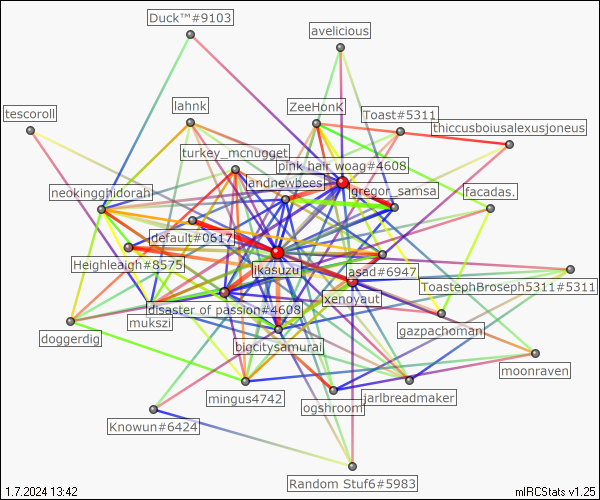 Duck™#9103
avelicious
tescoroll
lahnk
ZeeHonK
Toast#5311
thiccusboiusalexusjoneus
turkey_mcnugget
pink hair woag#4608
andnewbees
gregor_samsa
neokingghidorah
facadas.
default#0617
Heighleaigh#8575
jkasuzu
asad#6947
xenoyaut
ToastephBroseph5311#5311
disaster of passion#4608
mukszi
gazpachoman
doggerdig
bigcitysamurai
moonraven
mingus4742
ogshroom
jarlbreadmaker
Knowun#6424
Random Stuf6#5983
1.7.2024 13:42
mIRCStats v1.25